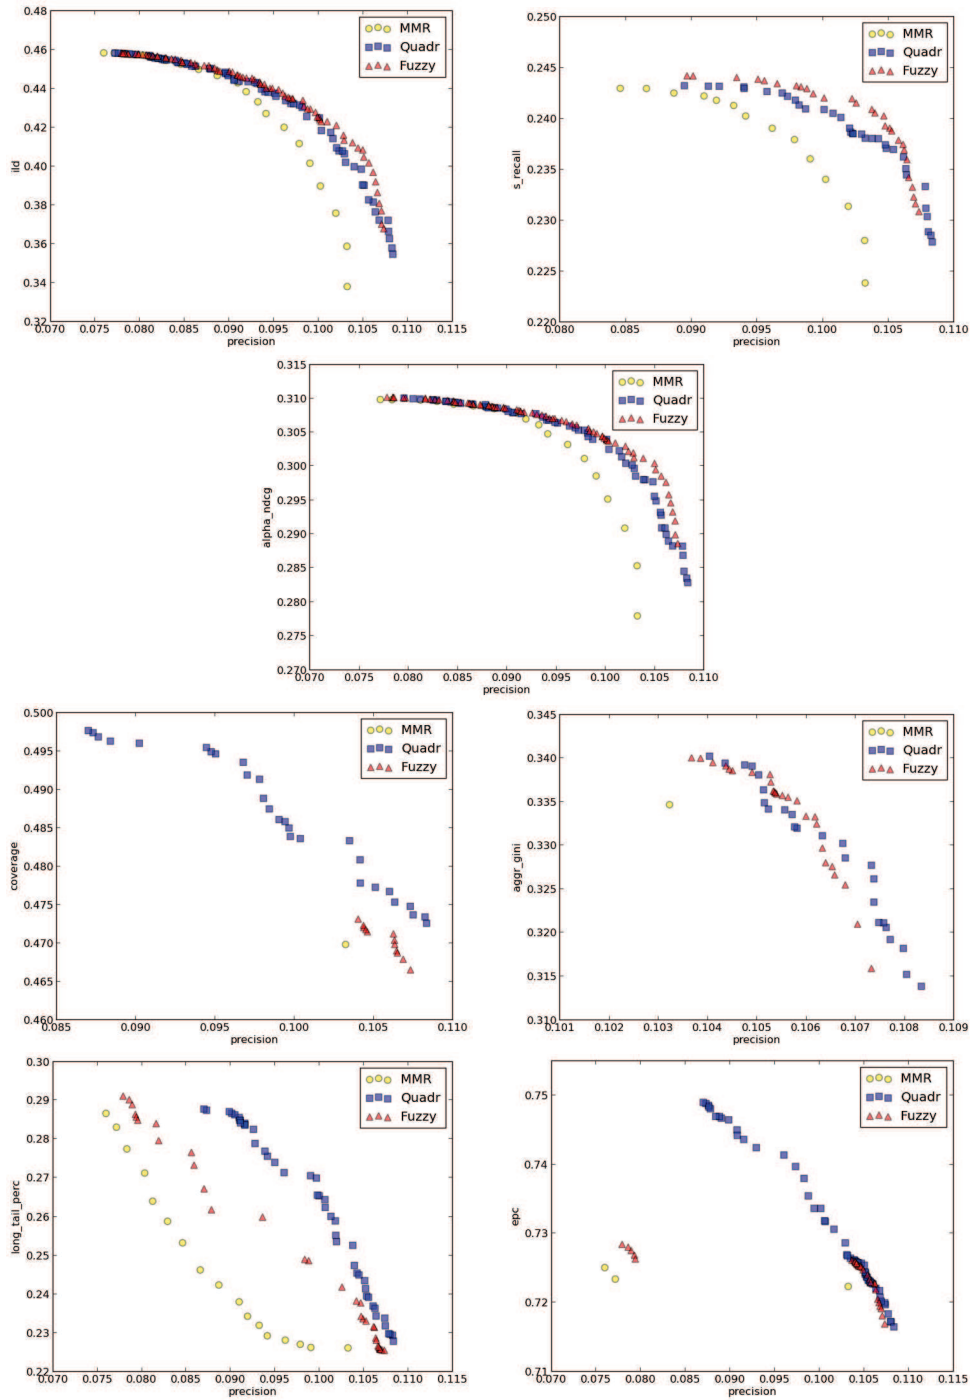 0.48
0.46
0.44
0.42
0.40
0.38
0.36
0.34
0.32
ild
0.070 0.075 0.080 0.085 0.090 0.095 0.100 0.105 0.110 0.115
precision
MMR
Quadr
Fuzzy
0.250
0.245
0.240
0.235
0.230
0.225
0.220
s_recall
0.080 0.085 0.090 0.095 0.100 0.105 0.110
precision
MMR
Quadr
Fuzzy
0.315
0.310
0.305
0.300
0.295
0.290
0.285
0.280
0.275
0.270
alpha_ndcg
0.070 0.075 0.080 0.085 0.090 0.095 0.100 0.105 0.110
precision
MMR
Quadr
Fuzzy
0.500
0.495
0.490
0.485
0.480
0.475
0.470
0.465
0.460
coverage
0.085 0.090 0.095 0.100 0.105 0.110
precision
MMR
Quadr
Fuzzy
0.345
0.340
0.335
0.330
0.325
0.320
0.315
0.310
aggr_gini
0.101 0.102 0.103 0.104 0.105 0.106 0.107 0.108 0.109
precision
MMR
Quadr
Fuzzy
0.30
0.29
0.28
0.27
0.26
0.25
0.24
0.23
0.22
long_tail_perc
0.070 0.075 0.080 0.085 0.090 0.095 0.100 0.105 0.110 0.115
precision
MMR
Quadr
Fuzzy
0.75
0.74
0.73
0.72
0.71
epc
0.070 0.075 0.080 0.085 0.090 0.095 0.100 0.105 0.110 0.115
precision
MMR
Quadr
Fuzzy